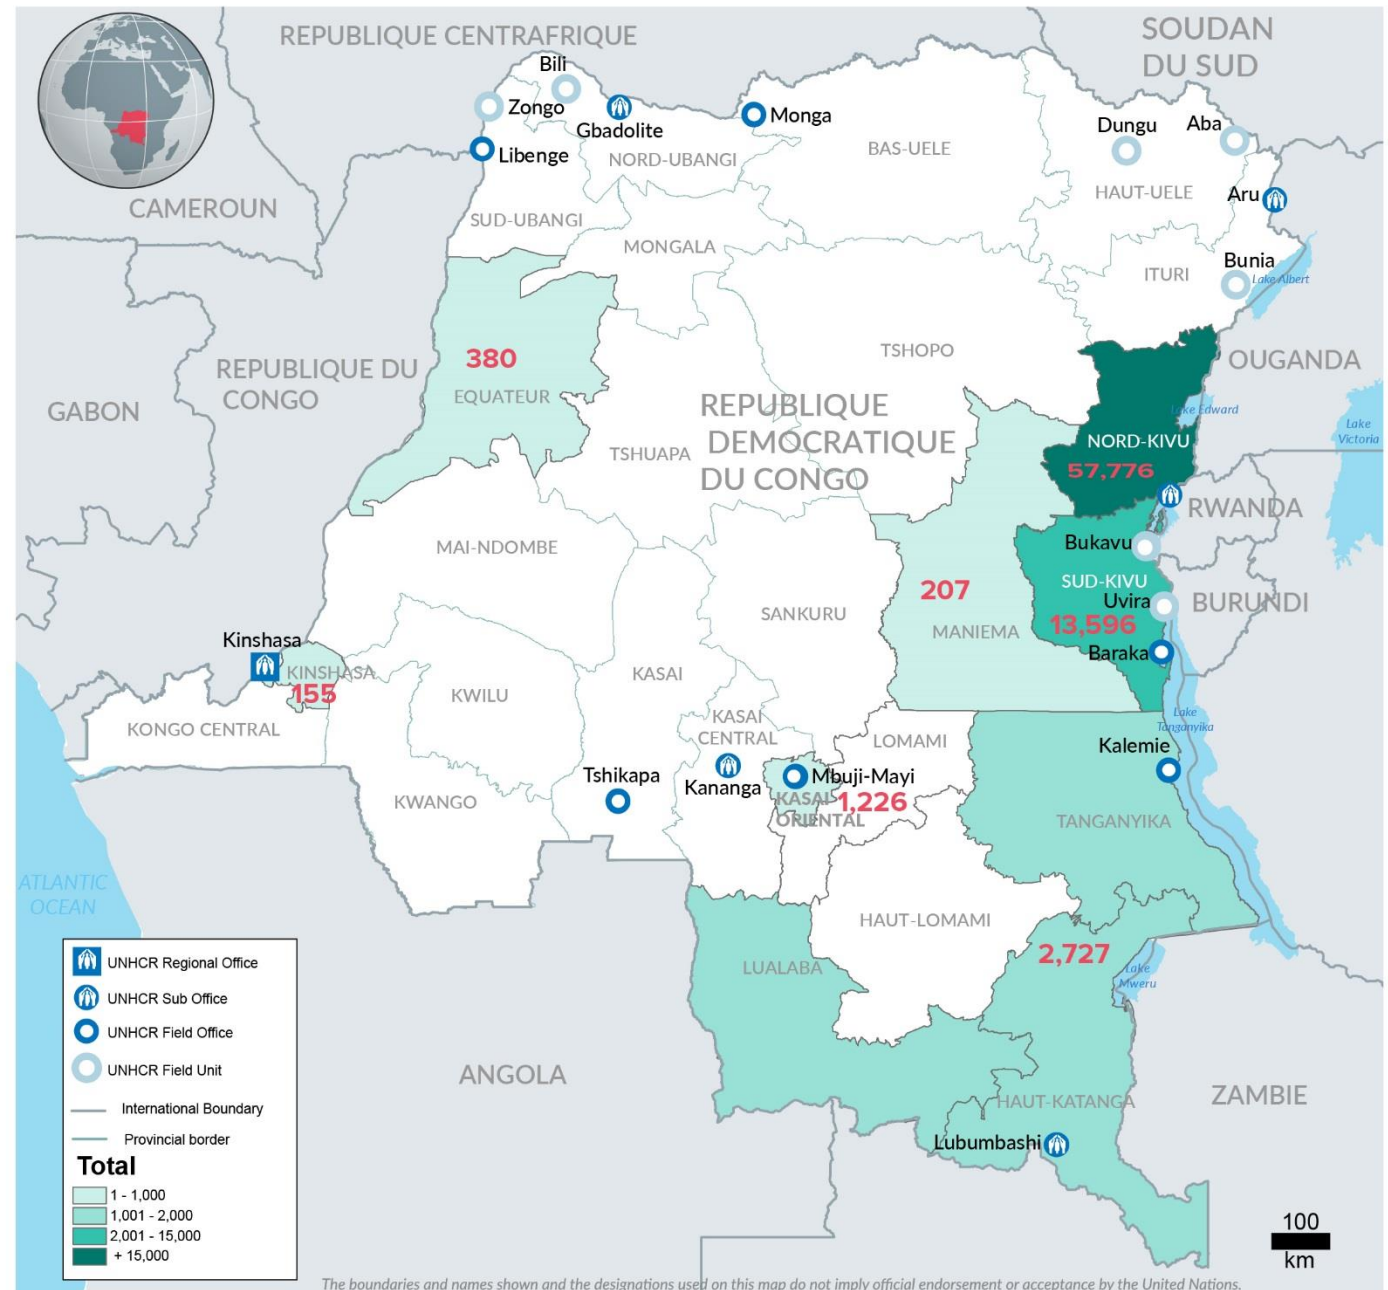 REPUBLIQUE CENTRAFRIQUE
SOUDAN
DU SUD
Bili
Zongo
Gbadolite
Monga
Libenge
NORD-UBANGI
BAS-UELE
Dungu
Aba
HAUT-UELE
Aru
CAMEROUN
SUD-UBANGI
MONGALA
ITURI
Bunia
Lake Albert
380
EQUATEUR
REPUBLIQUE DU
CONGO
GABON
TSHOPO
OUGANDA
REPUBLIQUE
DEMOCRATIQUE
DU CONGO
TSHUAPA
Lake Edward
Lake
Victoria
NORD-KIVU
57,776
RWANDA
MAI-NDOMBE
Bukavu
207
MANIEMA
SUD-KIVU
Uvira
13,596
Baraka
BURUNDI
SANKURU
Kinshasa
KINSHASA
155
KONGO CENTRAL
KWILU
KASAI
KASAI
CENTRAL
LOMAMI
Lake
Tanganyika
Kalemie
Tshikapa
Kananga
Mbuji-Mayi
KASAI
ORIENTAL
1,226
KWANGO
TANGANYIKA
ATLANTIC
OCEAN
HAUT-LOMAMI
LUALABA
2,727
Lake
Mweru
ANGOLA
HAUT-KATANGA
ZAMBIE
Lubumbashi
UNHCR Regional Office
UNHCR Sub Office
UNHCR Field Office
UNHCR Field Unit
International Boundary
Provincial border
Total
1 - 1,000
1,001 - 2,000
2,001 - 15,000
+ 15,000
100
km
The boundaries and names shown and the designations used on this map do not imply official endorsement or acceptance by the United Nations.